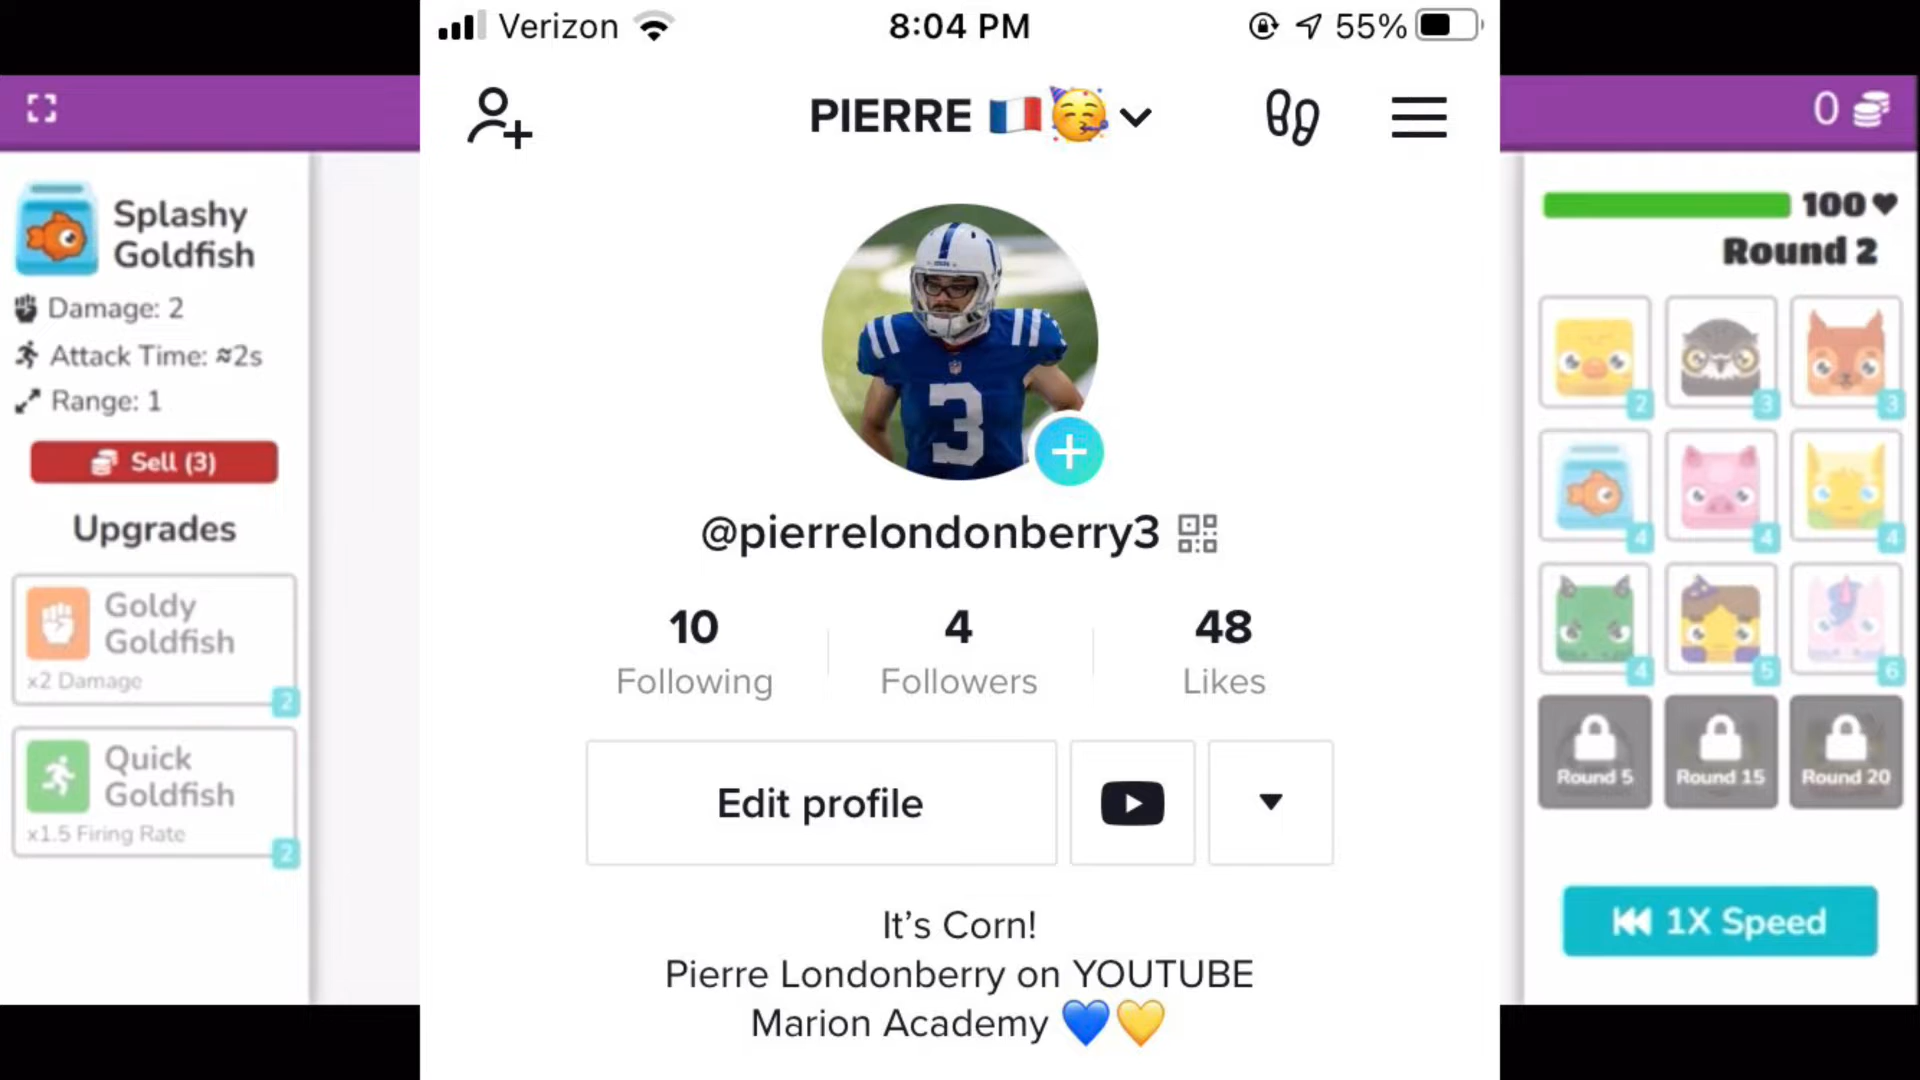 Verizon
8:04 PM
55%
PIERRE 🇫🇷🥳
3
@pierrelondonberry3
10
Following
4
Followers
48
Likes
Edit profile
It's Corn!
Pierre Londonberry on YOUTUBE
Marion Academy 💙💛
Splashy
Goldfish
Damage: 2
Attack Time: ≈2s
Range: 1
Sell (3)
Upgrades
Goldy
Goldfish
x2 Damage
2
Quick
Goldfish
x1.5 Firing Rate
2
0
100
Round 2
2
3
3
4
4
4
4
5
6
Round 5
Round 15
Round 20
1X Speed